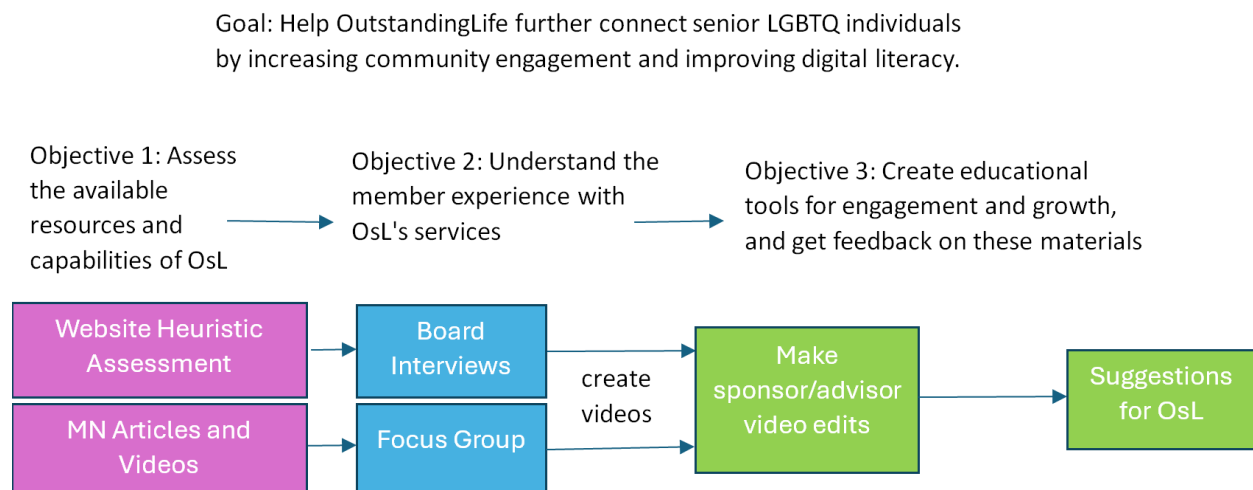 Goal: Help OutstandingLife further connect senior LGBTQ individuals
by increasing community engagement and improving digital literacy.
Objective 1: Assess
the available
resources and
capabilities of OsL
Objective 2: Understand the
member experience with
OsL's services
Objective 3: Create educational
tools for engagement and growth,
and get feedback on these materials
Website Heuristic
Assessment
MN Articles and
Videos
Board
Interviews
Focus Group
create
videos
Make
sponsor/advisor
video edits
Suggestions
for OsL